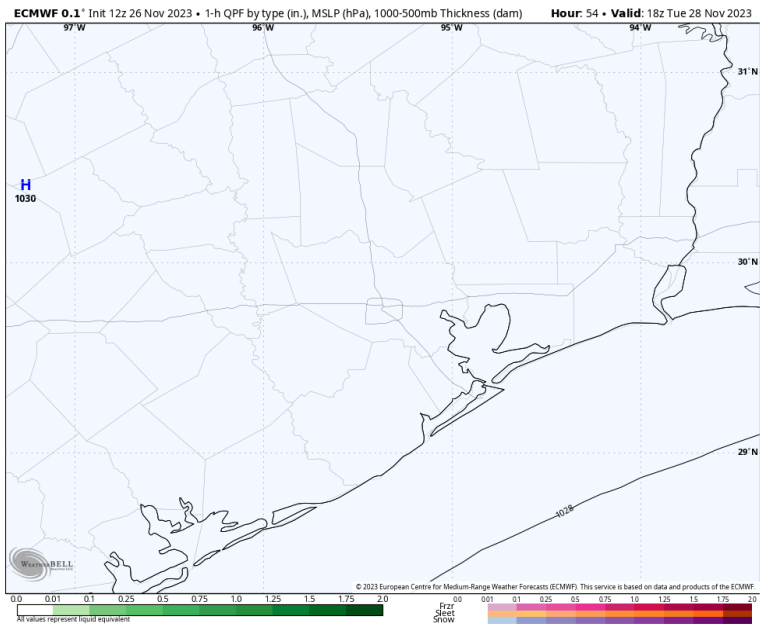 ECMWF 0.1° Init 12z 26 Nov 2023 • 1-h QPF by type (in.), MSLP (hPa), 1000-500mb Thickness (dam) Hour: 54 • Valid: 18z Tue 28 Nov 2023
97°W 96°W 95°W 94°W
31°N
H
1030
30°N
29°N
1028
WEATHERBELL
© 2023 European Centre for Medium-Range Weather Forecasts (ECMWF). This service is based on data and products of the ECMWF.
0.0 0.01 0.1 0.25 0.5 0.75 1.0 1.25 1.5 1.75 2.0
0.0 0.01 0.1 0.25 0.5 0.75 1.0 1.25 1.5 1.75 2.0
Frzr
Sleet
Snow
All values represent liquid equivalent